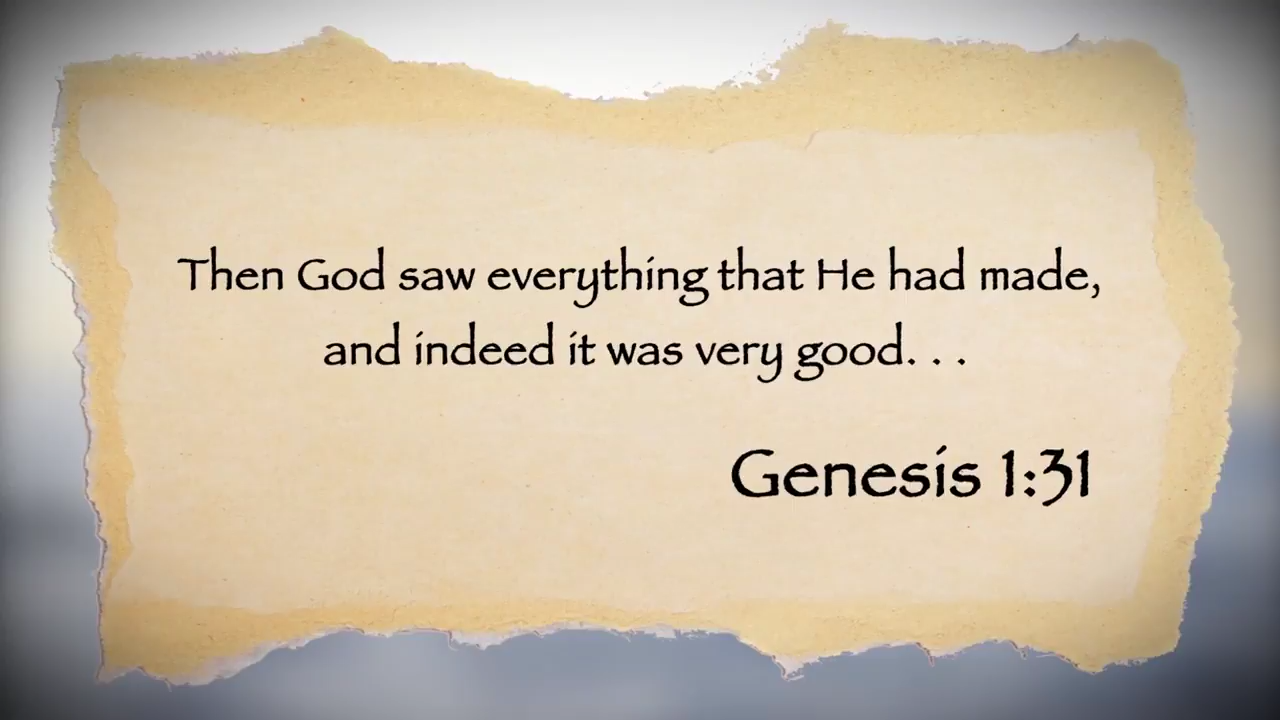 Then God saw everything that He had made,
and indeed it was very good. . .
Genesis 1:31